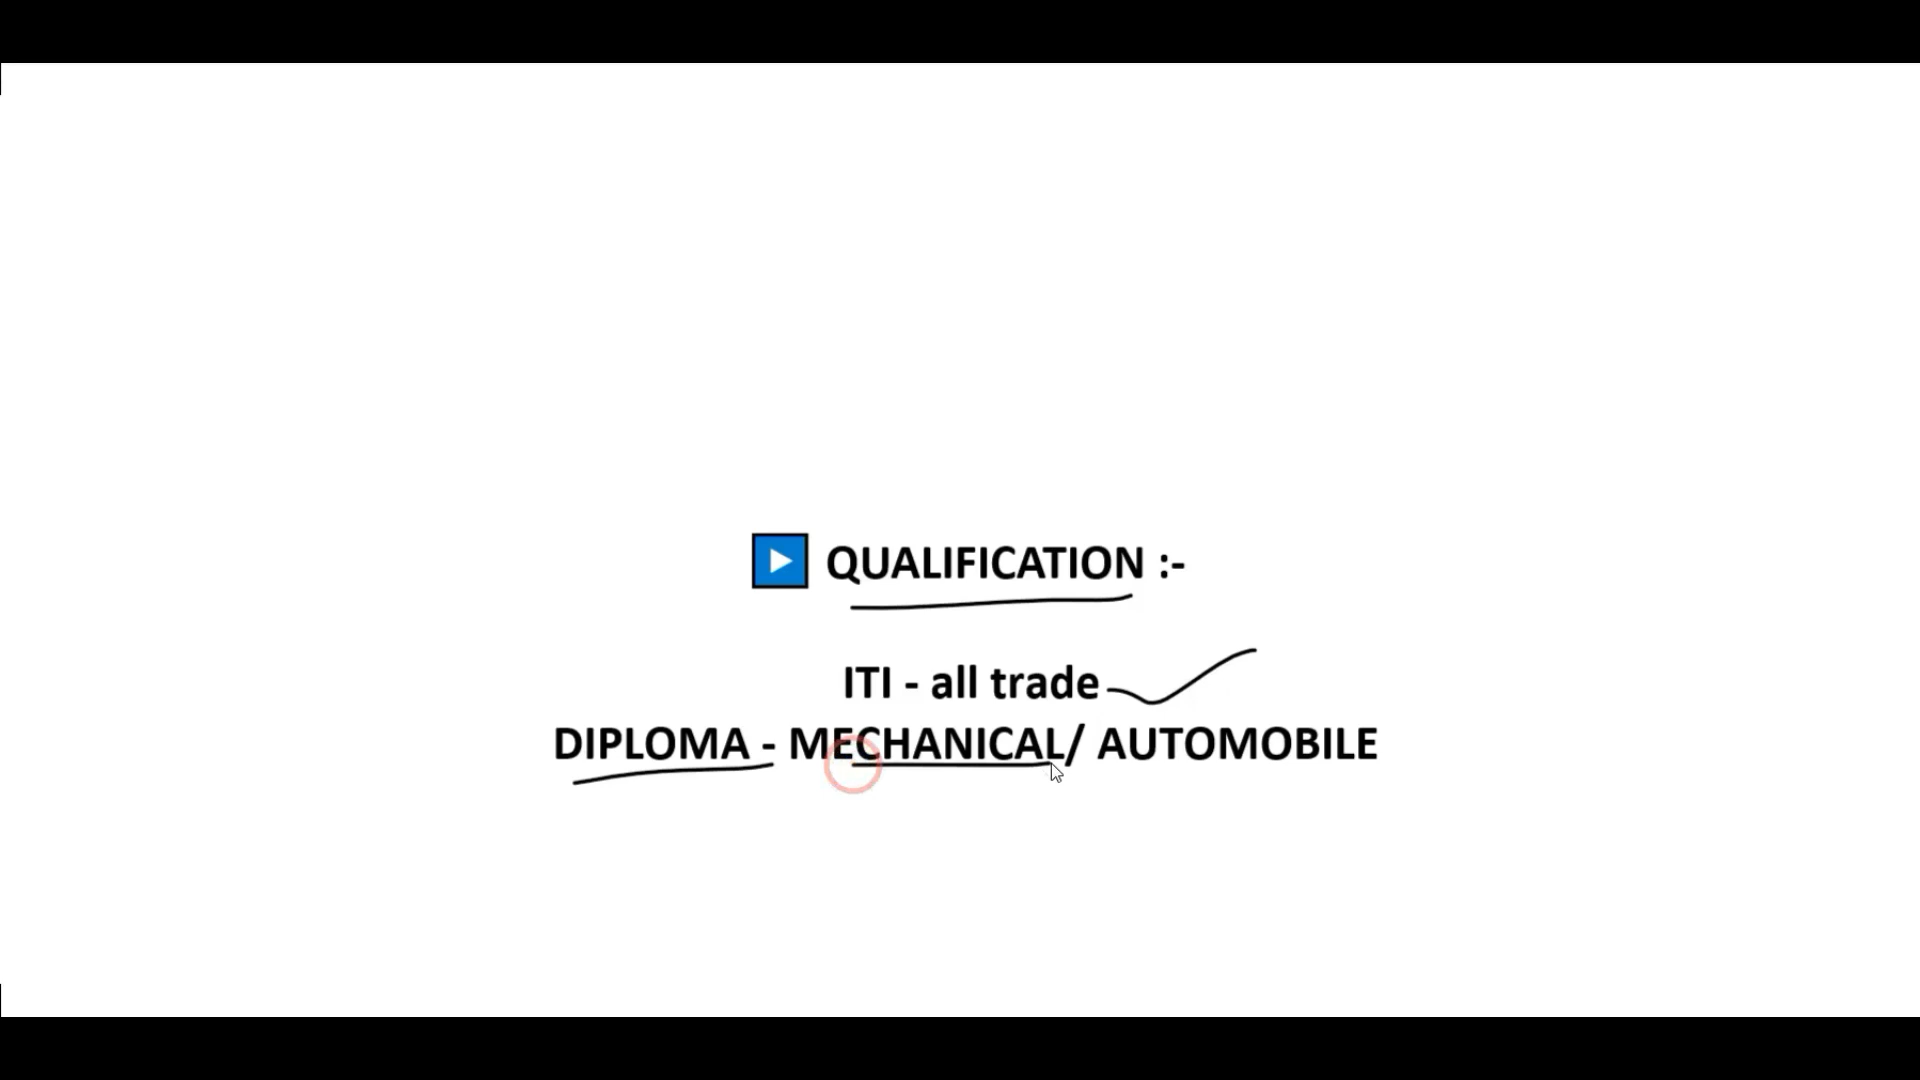 QUALIFICATION :-
ITI - all trade
DIPLOMA - MECHANICAL/ AUTOMOBILE